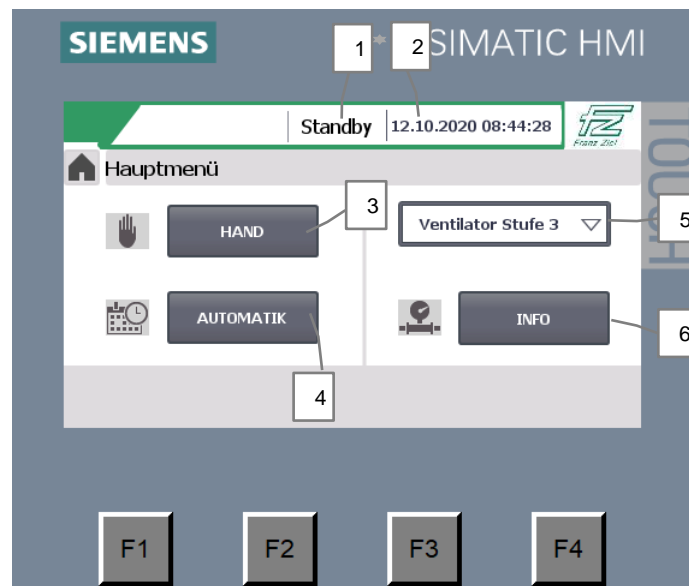 SIEMENS
SIMATIC HMI
1
2
Standby
12.10.2020 08:44:28
Franz Ziel
TOUCH
Hauptmenü
3
HAND
Ventilator Stufe 3
5
AUTOMATIK
INFO
4
6
F1
F2
F3
F4